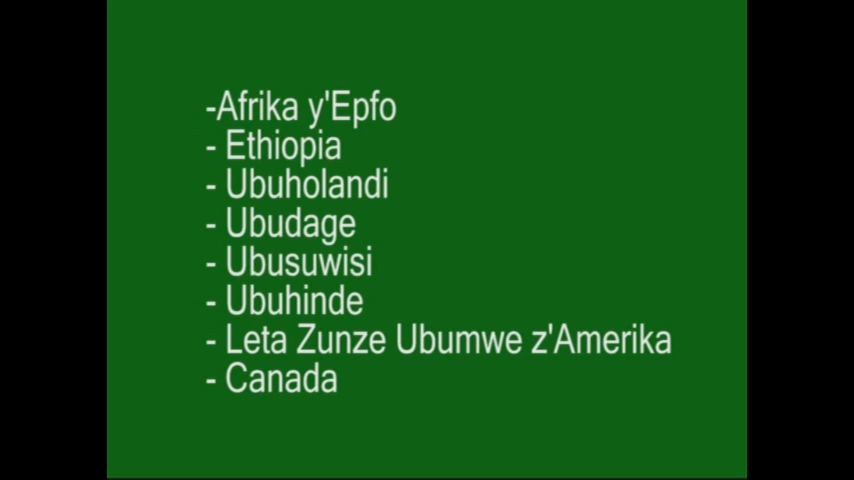 -Afrika y'Epfo
- Ethiopia
- Ubuholandi
- Ubudage
- Ubusuwisi
- Ubuhinde
- Leta Zunze Ubumwe z'Amerika
- Canada